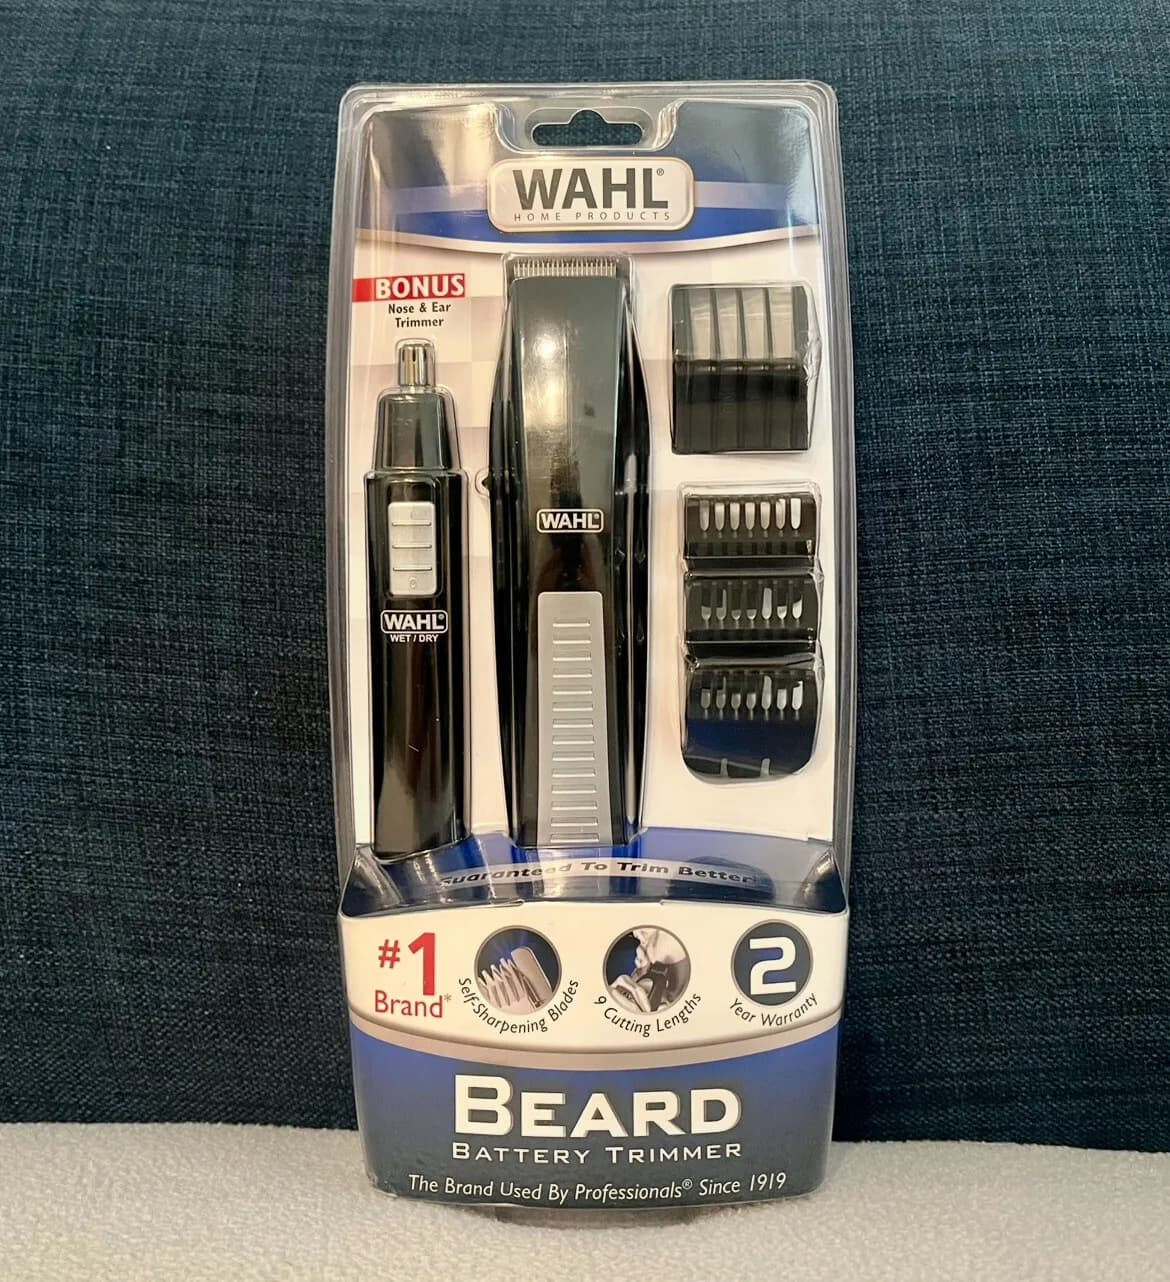 WAHL®
HOME PRODUCTS
BONUS
Nose & Ear
Trimmer
WAHL
WAHL®
WET / DRY
Guaranteed To Trim Better
#1
Brand*
Self-Sharpening Blades
9 Cutting Lengths
2
Year Warranty
BEARD
BATTERY TRIMMER
The Brand Used By Professionals® Since 1919